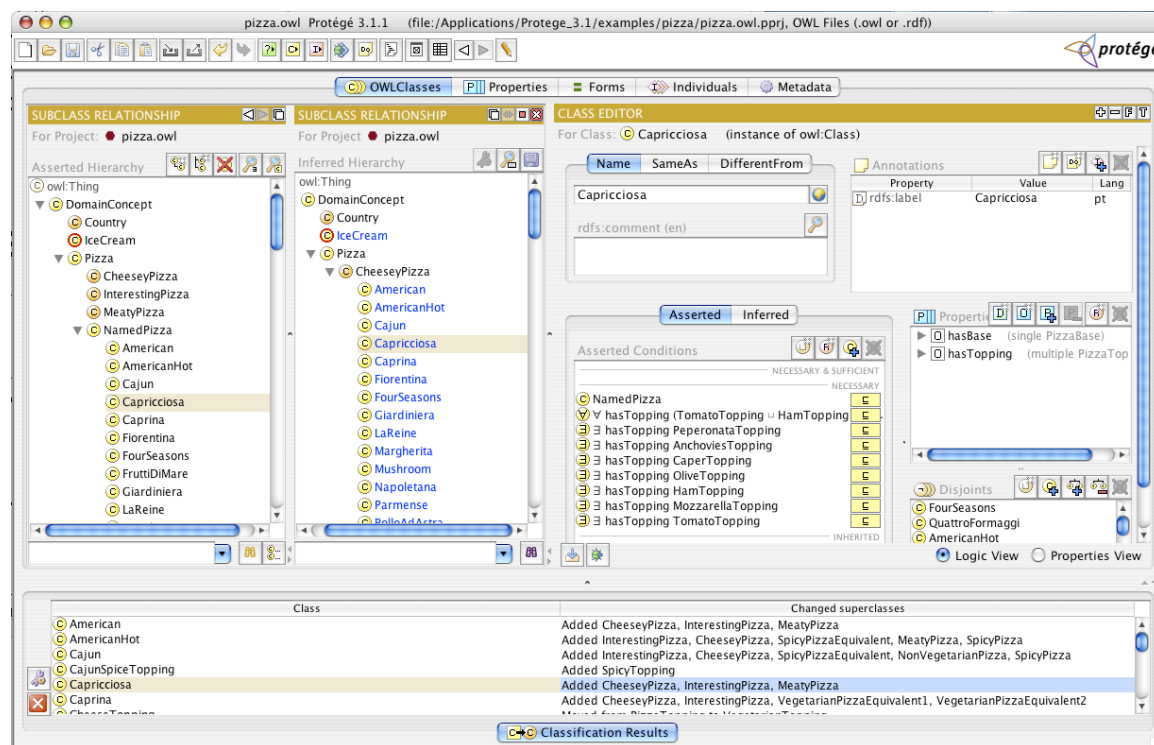 pizza.owl Protégé 3.1.1 (file:/Applications/Protege_3.1/examples/pizza/pizza.owl.pprj, OWL Files (.owl or .rdf))
protégé
OWLClasses Properties Forms Individuals Metadata
SUBCLASS RELATIONSHIP
For Project: pizza.owl
Asserted Hierarchy
owl:Thing
DomainConcept
Country
IceCream
Pizza
CheeseyPizza
InterestingPizza
MeatyPizza
NamedPizza
American
AmericanHot
Cajun
Capricciosa
Caprina
Fiorentina
FourSeasons
FruttiDiMare
Giardiniera
LaReine
SUBCLASS RELATIONSHIP
For Project pizza.owl
Inferred Hierarchy
owl:Thing
DomainConcept
Country
IceCream
Pizza
CheeseyPizza
American
AmericanHot
Cajun
Capricciosa
Caprina
Fiorentina
FourSeasons
Giardiniera
LaReine
Margherita
Mushroom
Napoletana
Parmense
PolloAdAstra
CLASS EDITOR
For Class: Capricciosa (instance of owl:Class)
Name SameAs DifferentFrom
Capricciosa
rdfs:comment (en)
Annotations
Property Value Lang
rdfs:label Capricciosa pt
Asserted Inferred
Asserted Conditions
NECESSARY & SUFFICIENT
NECESSARY
NamedPizza
∀ hasTopping (TomatoTopping ⊔ HamTopping
∃ hasTopping PeperonataTopping
∃ hasTopping AnchoviesTopping
∃ hasTopping CaperTopping
∃ hasTopping OliveTopping
∃ hasTopping HamTopping
∃ hasTopping MozzarellaTopping
∃ hasTopping TomatoTopping
INHERITED
Properti
hasBase (single PizzaBase)
hasTopping (multiple PizzaTop
Disjoints
FourSeasons
QuattroFormaggi
AmericanHot
Logic View Properties View
Class Changed superclasses
American Added CheeseyPizza, InterestingPizza, MeatyPizza
AmericanHot Added InterestingPizza, CheeseyPizza, SpicyPizzaEquivalent, MeatyPizza, SpicyPizza
Cajun Added InterestingPizza, CheeseyPizza, SpicyPizzaEquivalent, NonVegetarianPizza, SpicyPizza
CajunSpiceTopping Added SpicyTopping
Capricciosa Added CheeseyPizza, InterestingPizza, MeatyPizza
Caprina Added CheeseyPizza, InterestingPizza, VegetarianPizzaEquivalent1, VegetarianPizzaEquivalent2
CheeseTopping Moved from PizzaTopping to VegetarianTopping
Classification Results